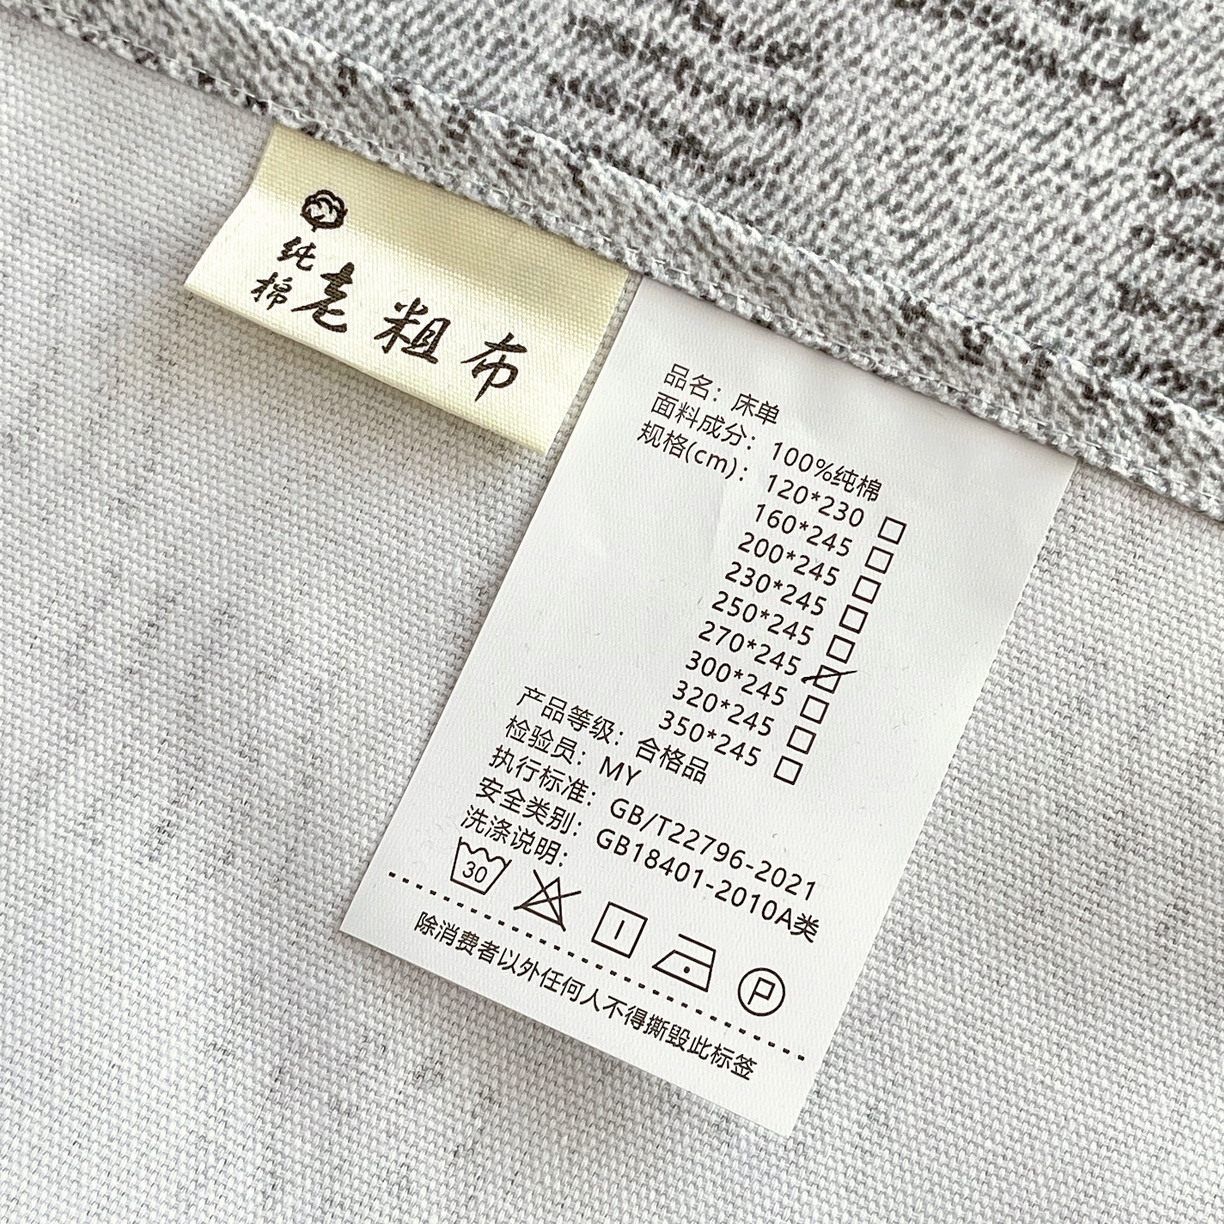 纯棉
老粗布
品名：床单
面料成分：100%纯棉
规格(cm)：120*230 □
160*245 □
200*245 □
230*245 □
250*245 □
270*245 ☑
300*245 □
320*245 □
350*245 □
产品等级：合格品
检验员：MY
执行标准：GB/T22796-2021
安全类别：GB18401-2010A类
洗涤说明：
30
P
除消费者以外任何人不得撕毁此标签